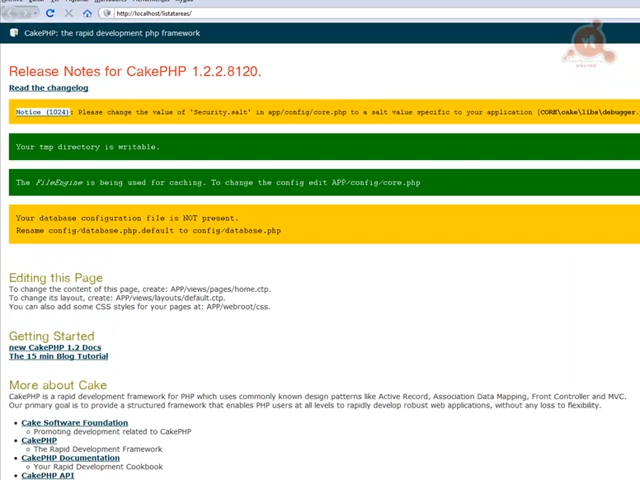 http://localhost/listatareas/
CakePHP: the rapid development php framework
Release Notes for CakePHP 1.2.2.8120.
Read the changelog
Notice (1024): Please change the value of 'Security.salt' in app/config/core.php to a salt value specific to your application [CORE\cake\libs\debugger.
Your tmp directory is writable.
The FileEngine is being used for caching. To change the config edit APP/config/core.php
Your database configuration file is NOT present.
Rename config/database.php.default to config/database.php
Editing this Page
To change the content of this page, create: APP/views/pages/home.ctp.
To change its layout, create: APP/views/layouts/default.ctp.
You can also add some CSS styles for your pages at: APP/webroot/css.
Getting Started
new CakePHP 1.2 Docs
The 15 min Blog Tutorial
More about Cake
CakePHP is a rapid development framework for PHP which uses commonly known design patterns like Active Record, Association Data Mapping, Front Controller and MVC.
Our primary goal is to provide a structured framework that enables PHP users at all levels to rapidly develop robust web applications, without any loss to flexibility.
• Cake Software Foundation
o Promoting development related to CakePHP
• CakePHP
o The Rapid Development Framework
• CakePHP Documentation
o Your Rapid Development Cookbook
• CakePHP API